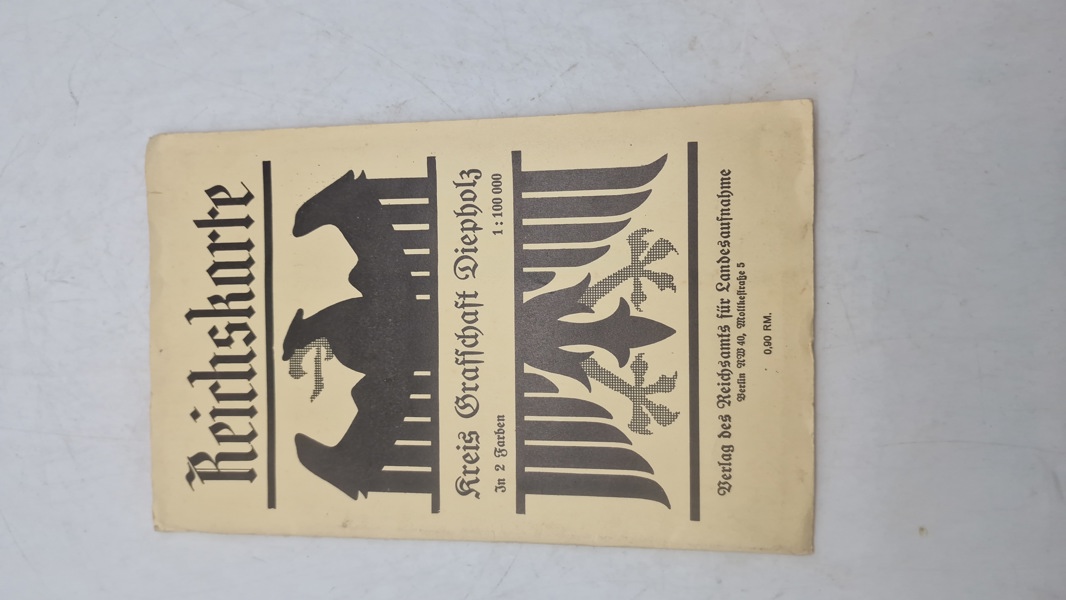 Reichskarte
Kreis Grafschaft Diepholz
In 2 Farben 1 : 100 000
Verlag des Reichsamts für Landesaufnahme
Berlin NW 40, Moltkestraße 5
0,90 RM.